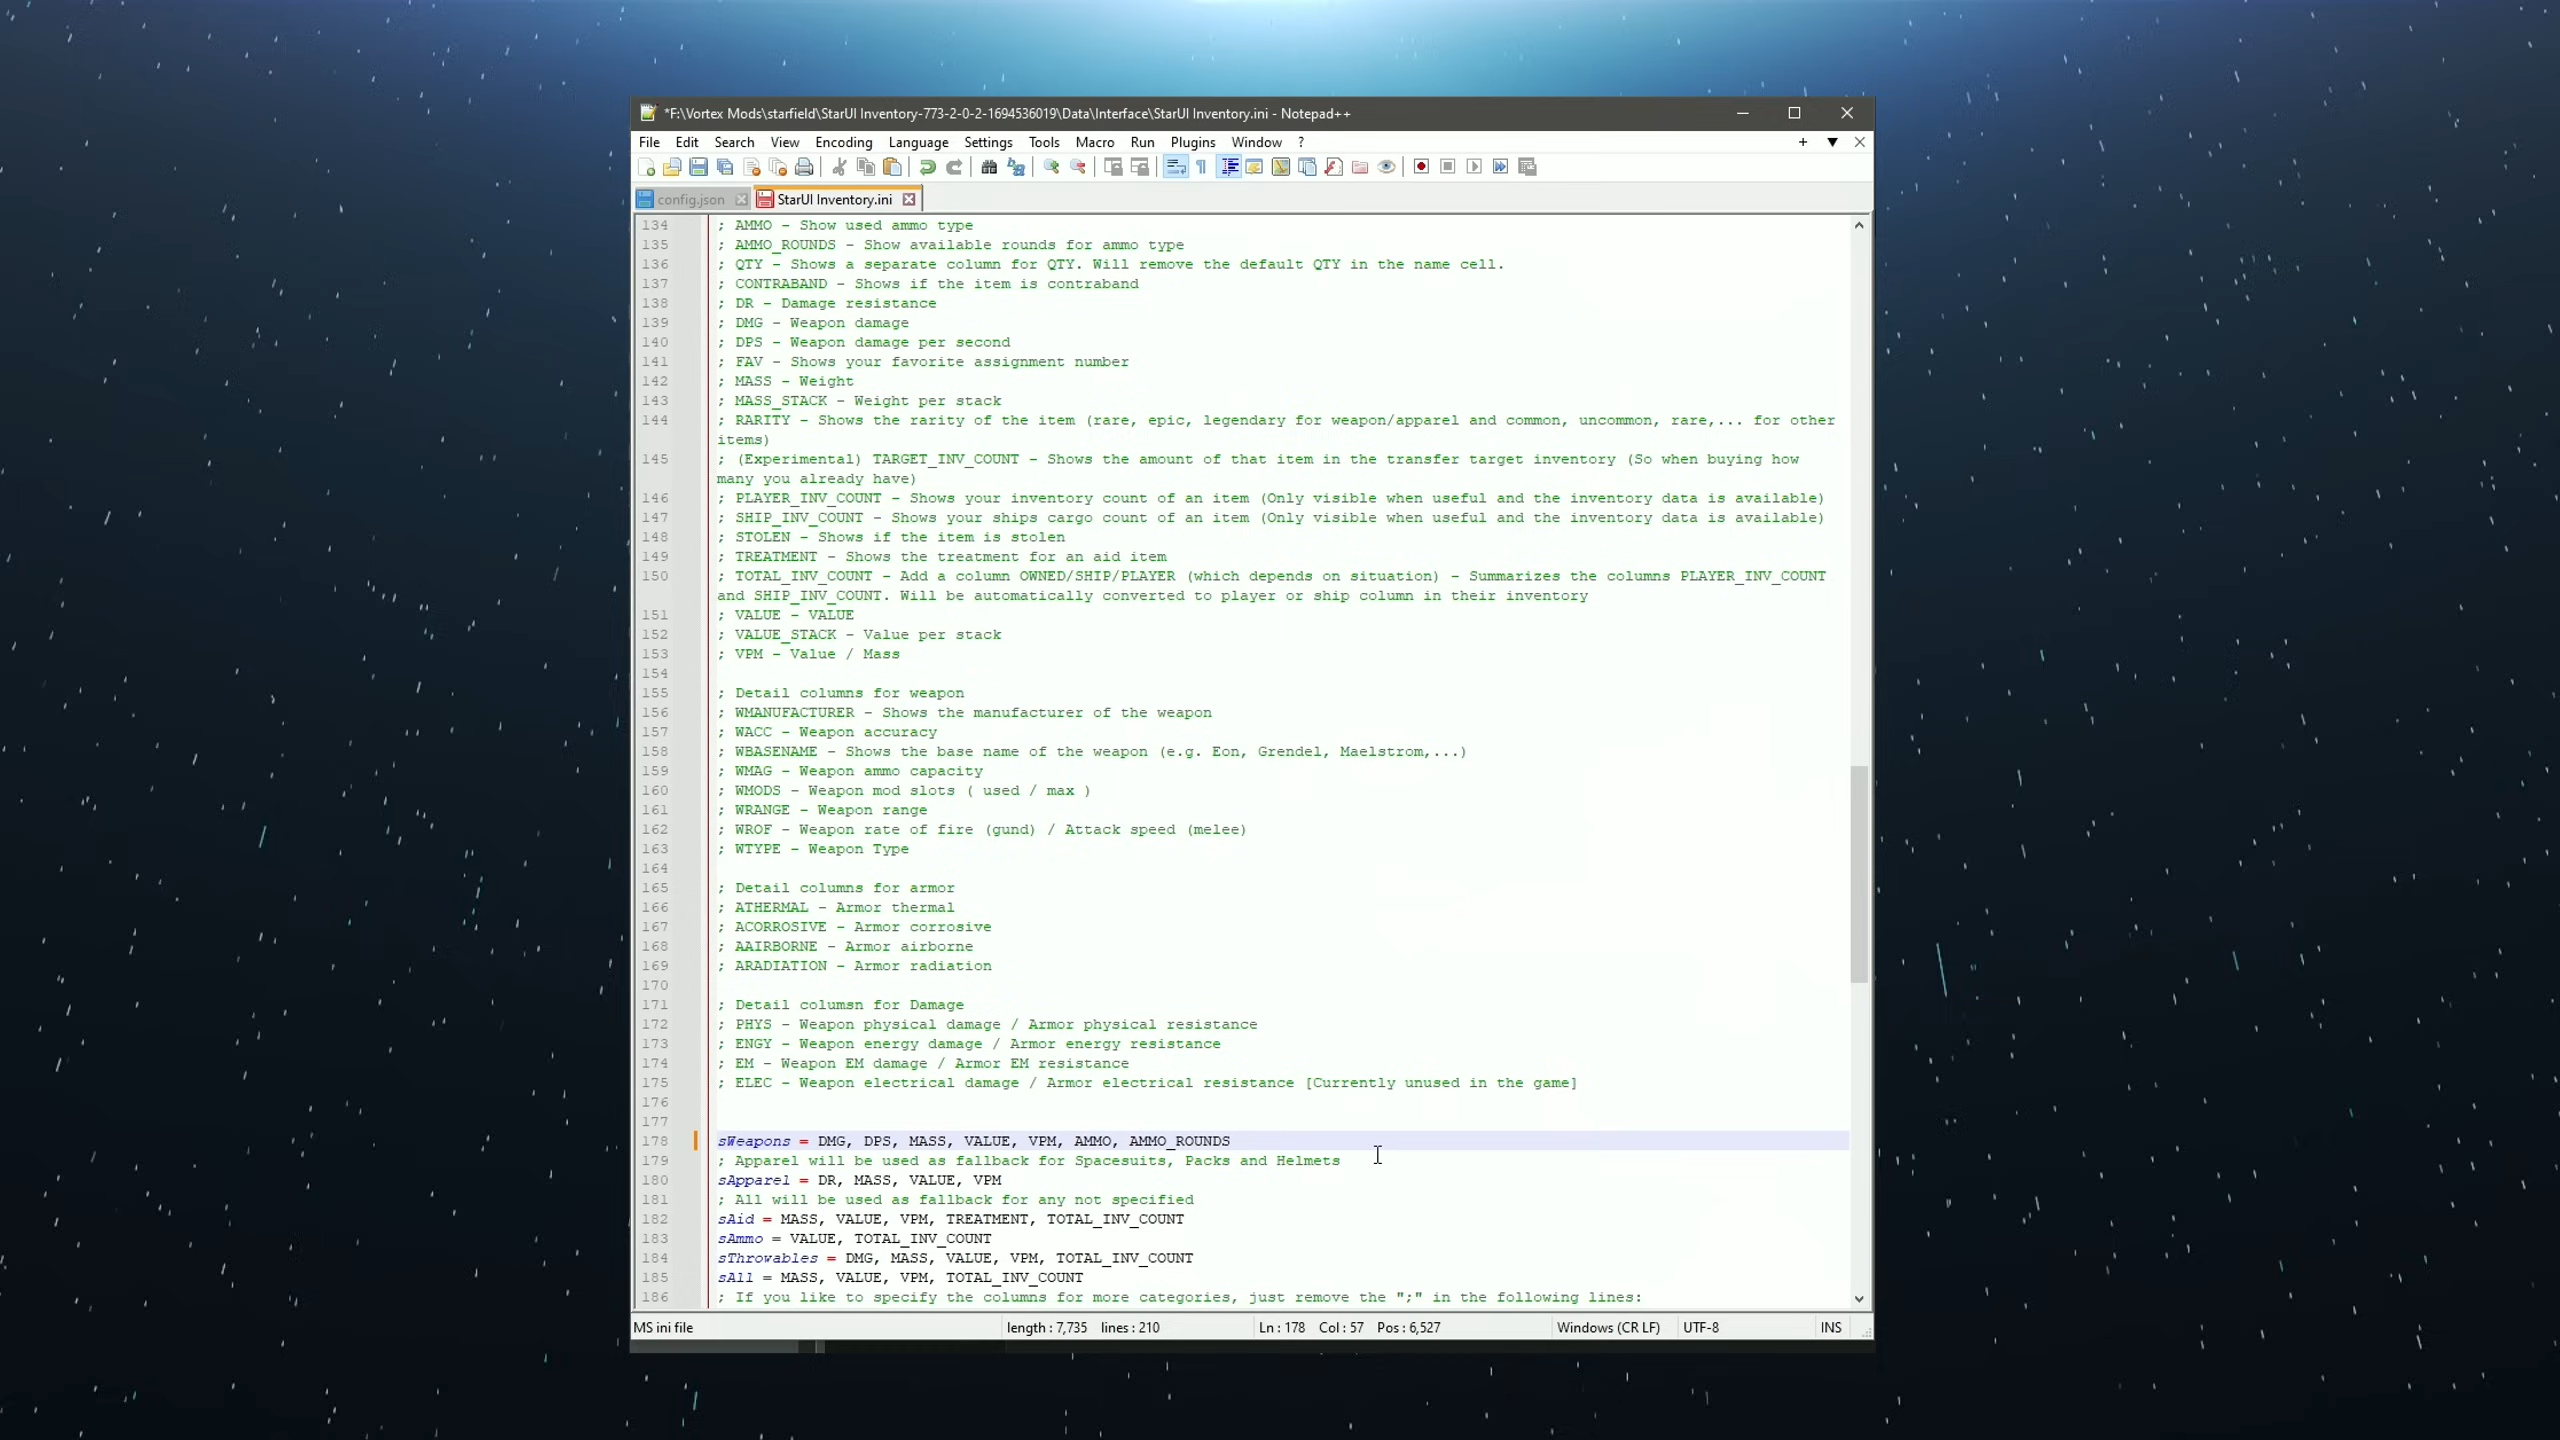 *F:\Vortex Mods\starfield\StarUI Inventory-773-2-0-2-1694536019\Data\Interface\StarUI Inventory.ini - Notepad++
File Edit Search View Encoding Language Settings Tools Macro Run Plugins Window ?
config.json StarUI Inventory.ini
134 ; AMMO - Show used ammo type
135 ; AMMO_ROUNDS - Show available rounds for ammo type
136 ; QTY - Shows a separate column for QTY. Will remove the default QTY in the name cell.
137 ; CONTRABAND - Shows if the item is contraband
138 ; DR - Damage resistance
139 ; DMG - Weapon damage
140 ; DPS - Weapon damage per second
141 ; FAV - Shows your favorite assignment number
142 ; MASS - Weight
143 ; MASS_STACK - Weight per stack
144 ; RARITY - Shows the rarity of the item (rare, epic, legendary for weapon/apparel and common, uncommon, rare,... for other
items)
145 ; (Experimental) TARGET_INV_COUNT - Shows the amount of that item in the transfer target inventory (So when buying how
many you already have)
146 ; PLAYER_INV_COUNT - Shows your inventory count of an item (Only visible when useful and the inventory data is available)
147 ; SHIP_INV_COUNT - Shows your ships cargo count of an item (Only visible when useful and the inventory data is available)
148 ; STOLEN - Shows if the item is stolen
149 ; TREATMENT - Shows the treatment for an aid item
150 ; TOTAL_INV_COUNT - Add a column OWNED/SHIP/PLAYER (which depends on situation) - Summarizes the columns PLAYER_INV_COUNT
and SHIP_INV_COUNT. Will be automatically converted to player or ship column in their inventory
151 ; VALUE - VALUE
152 ; VALUE_STACK - Value per stack
153 ; VPM - Value / Mass
154
155 ; Detail columns for weapon
156 ; WMANUFACTURER - Shows the manufacturer of the weapon
157 ; WACC - Weapon accuracy
158 ; WBASENAME - Shows the base name of the weapon (e.g. Eon, Grendel, Maelstrom,...)
159 ; WMAG - Weapon ammo capacity
160 ; WMODS - Weapon mod slots ( used / max )
161 ; WRANGE - Weapon range
162 ; WROF - Weapon rate of fire (gund) / Attack speed (melee)
163 ; WTYPE - Weapon Type
164
165 ; Detail columns for armor
166 ; ATHERMAL - Armor thermal
167 ; ACORROSIVE - Armor corrosive
168 ; AAIRBORNE - Armor airborne
169 ; ARADIATION - Armor radiation
170
171 ; Detail columsn for Damage
172 ; PHYS - Weapon physical damage / Armor physical resistance
173 ; ENGY - Weapon energy damage / Armor energy resistance
174 ; EM - Weapon EM damage / Armor EM resistance
175 ; ELEC - Weapon electrical damage / Armor electrical resistance [Currently unused in the game]
176
177
178 sWeapons = DMG, DPS, MASS, VALUE, VPM, AMMO, AMMO_ROUNDS
179 ; Apparel will be used as fallback for Spacesuits, Packs and Helmets
180 sApparel = DR, MASS, VALUE, VPM
181 ; All will be used as fallback for any not specified
182 sAid = MASS, VALUE, VPM, TREATMENT, TOTAL_INV_COUNT
183 sAmmo = VALUE, TOTAL_INV_COUNT
184 sThrowables = DMG, MASS, VALUE, VPM, TOTAL_INV_COUNT
185 sAll = MASS, VALUE, VPM, TOTAL_INV_COUNT
186 ; If you like to specify the columns for more categories, just remove the ";" in the following lines:
MS ini file length : 7,735 lines : 210 Ln : 178 Col : 57 Pos : 6,527 Windows (CR LF) UTF-8 INS